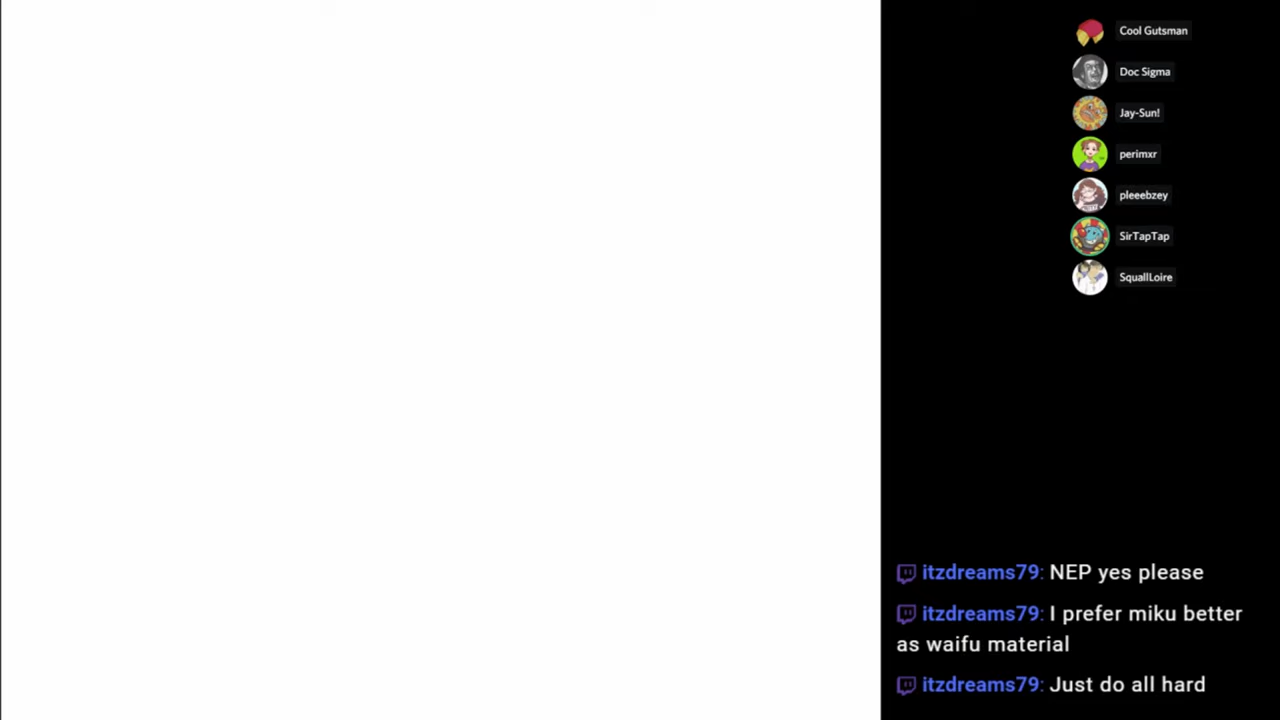 Cool Gutsman
Doc Sigma
Jay-Sun!
perimxr
pleeebzey
SirTapTap
SquallLoire
itzdreams79: NEP yes please
itzdreams79: I prefer miku better
as waifu material
itzdreams79: Just do all hard